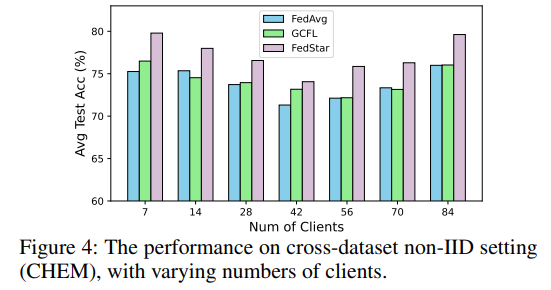 FedAvg
GCFL
FedStar
80
75
70
65
60
Avg Test Acc (%)
7 14 28 42 56 70 84
Num of Clients
Figure 4: The performance on cross-dataset non-IID setting
(CHEM), with varying numbers of clients.